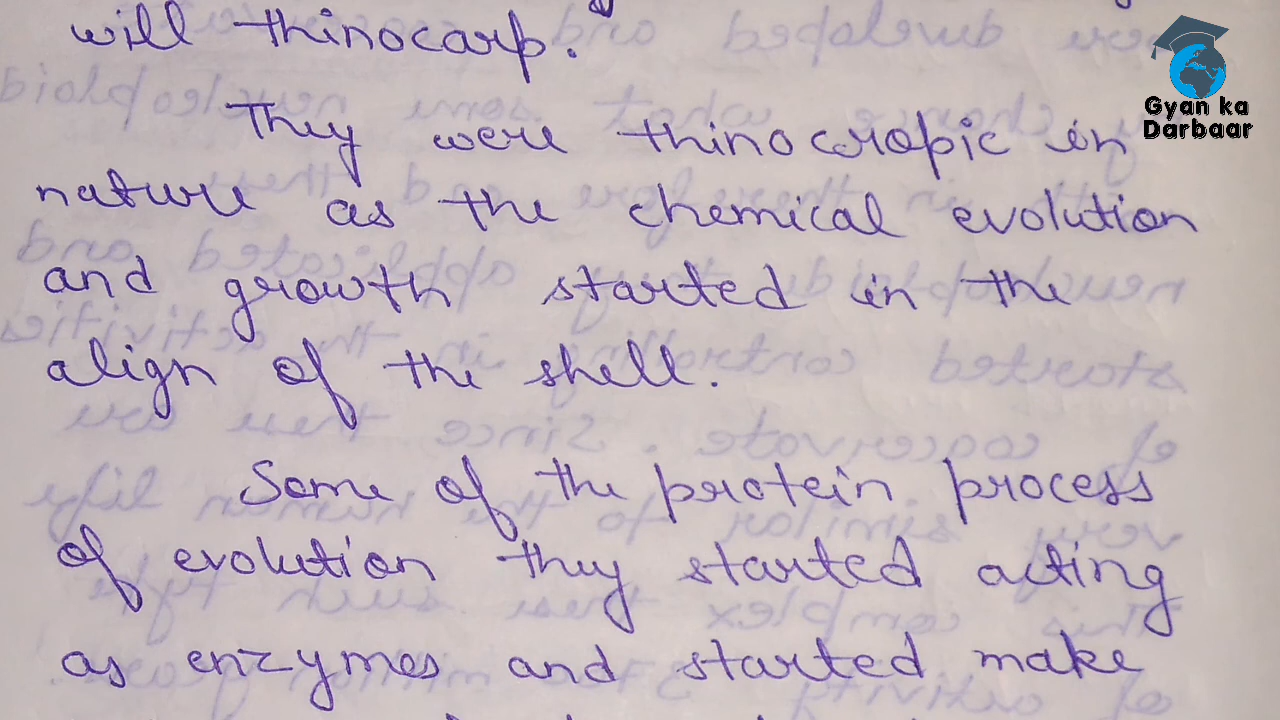 will thinocarp.
Gyan ka
Darbaar
They were thinocropic in
nature as the chemical evolution
and growth started in the
align of the shell.
Some of the protein process
of evolution they started acting
as enzymes and started make